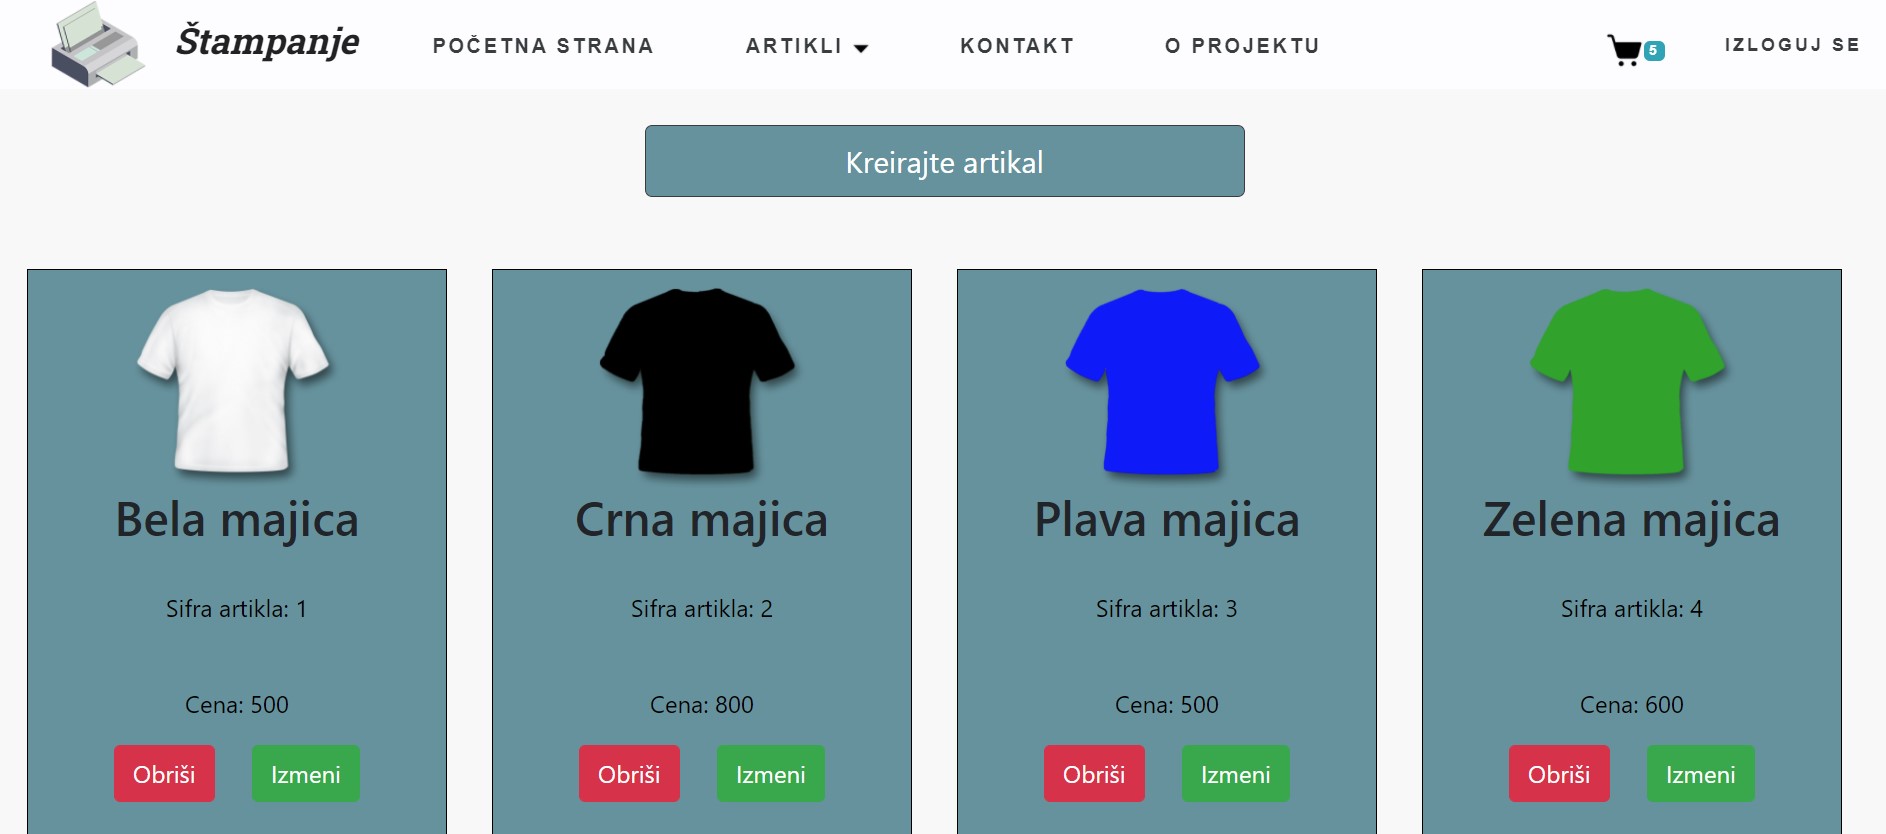 Štampanje
POČETNA STRANA
ARTIKLI
KONTAKT
O PROJEKTU
5
IZLOGUJ SE
Kreirajte artikal
Bela majica
Sifra artikla: 1
Cena: 500
Obriši
Izmeni
Crna majica
Sifra artikla: 2
Cena: 800
Obriši
Izmeni
Plava majica
Sifra artikla: 3
Cena: 500
Obriši
Izmeni
Zelena majica
Sifra artikla: 4
Cena: 600
Obriši
Izmeni